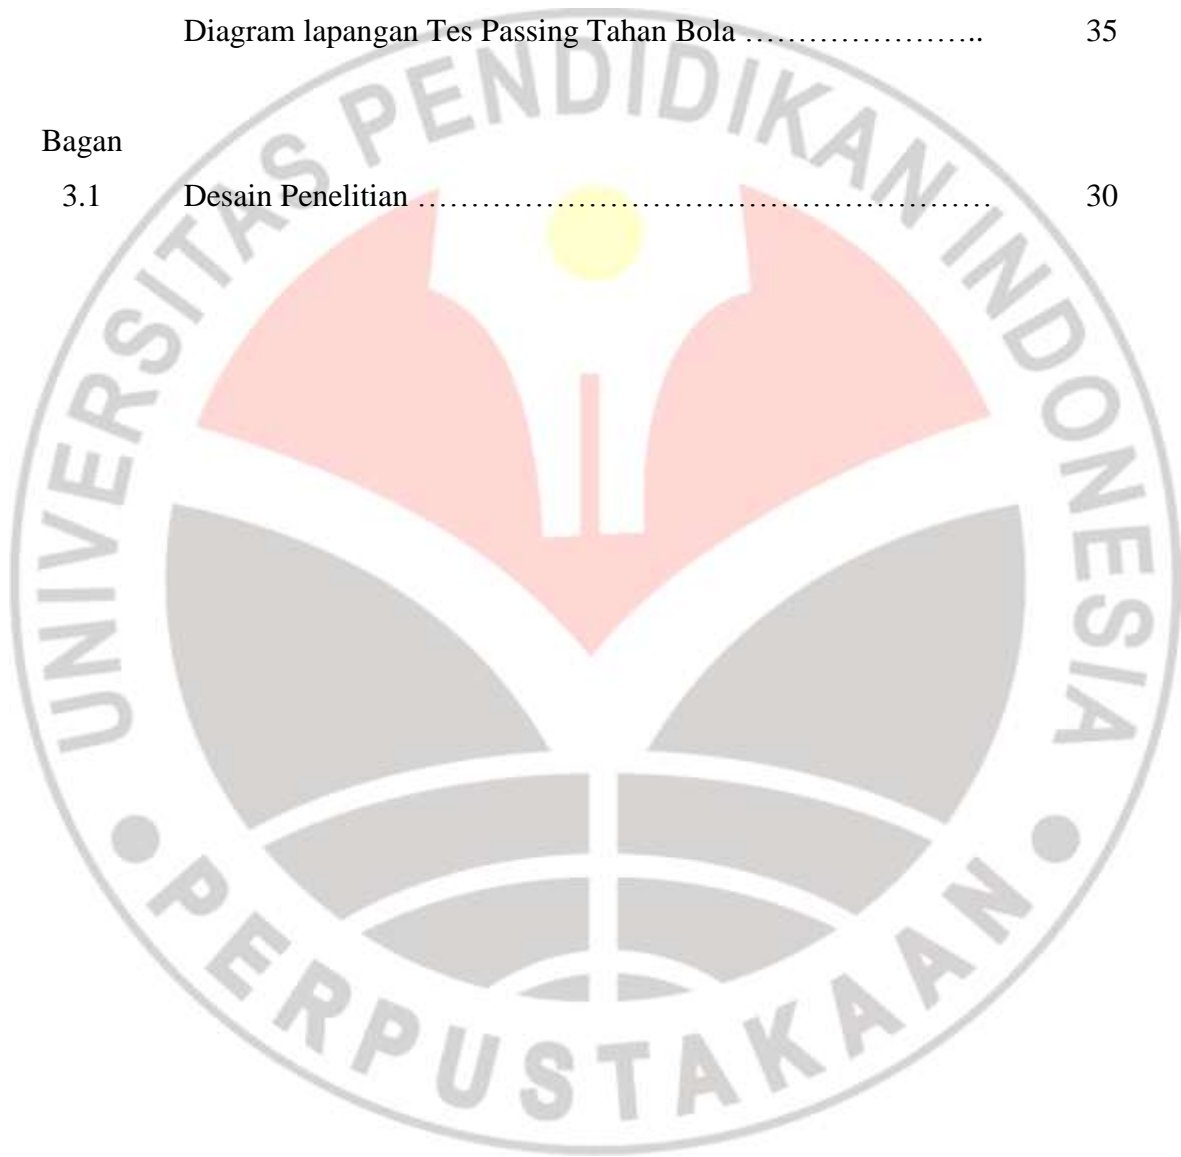 Diagram lapangan Tes Passing Tahan Bola ………………….. 35
Bagan
3.1 Desain Penelitian ……………………………………………… 30
UNIVERSITAS PENDIDIKAN INDONESIA
PERPUSTAKAAN